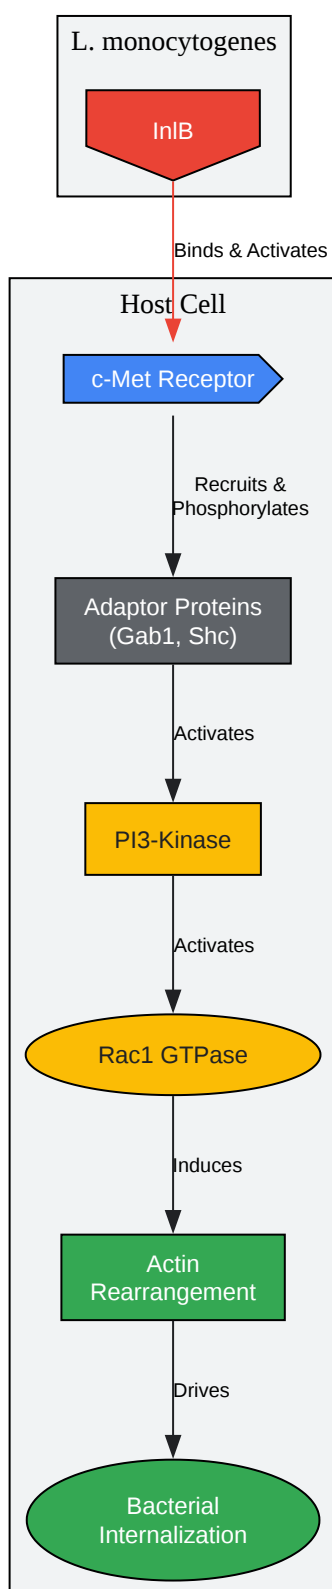 L. monocytogenes
InlB
Binds & Activates
Host Cell
c-Met Receptor
Recruits &
Phosphorylates
Adaptor Proteins
(Gab1, Shc)
Activates
PI3-Kinase
Activates
Rac1 GTPase
Induces
Actin
Rearrangement
Drives
Bacterial
Internalization